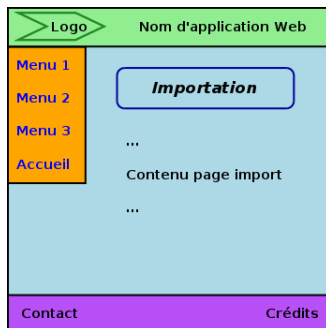 Logo
Nom d'application Web
Menu 1
Menu 2
Menu 3
Accueil
Importation
...
Contenu page import
...
Contact
Crédits